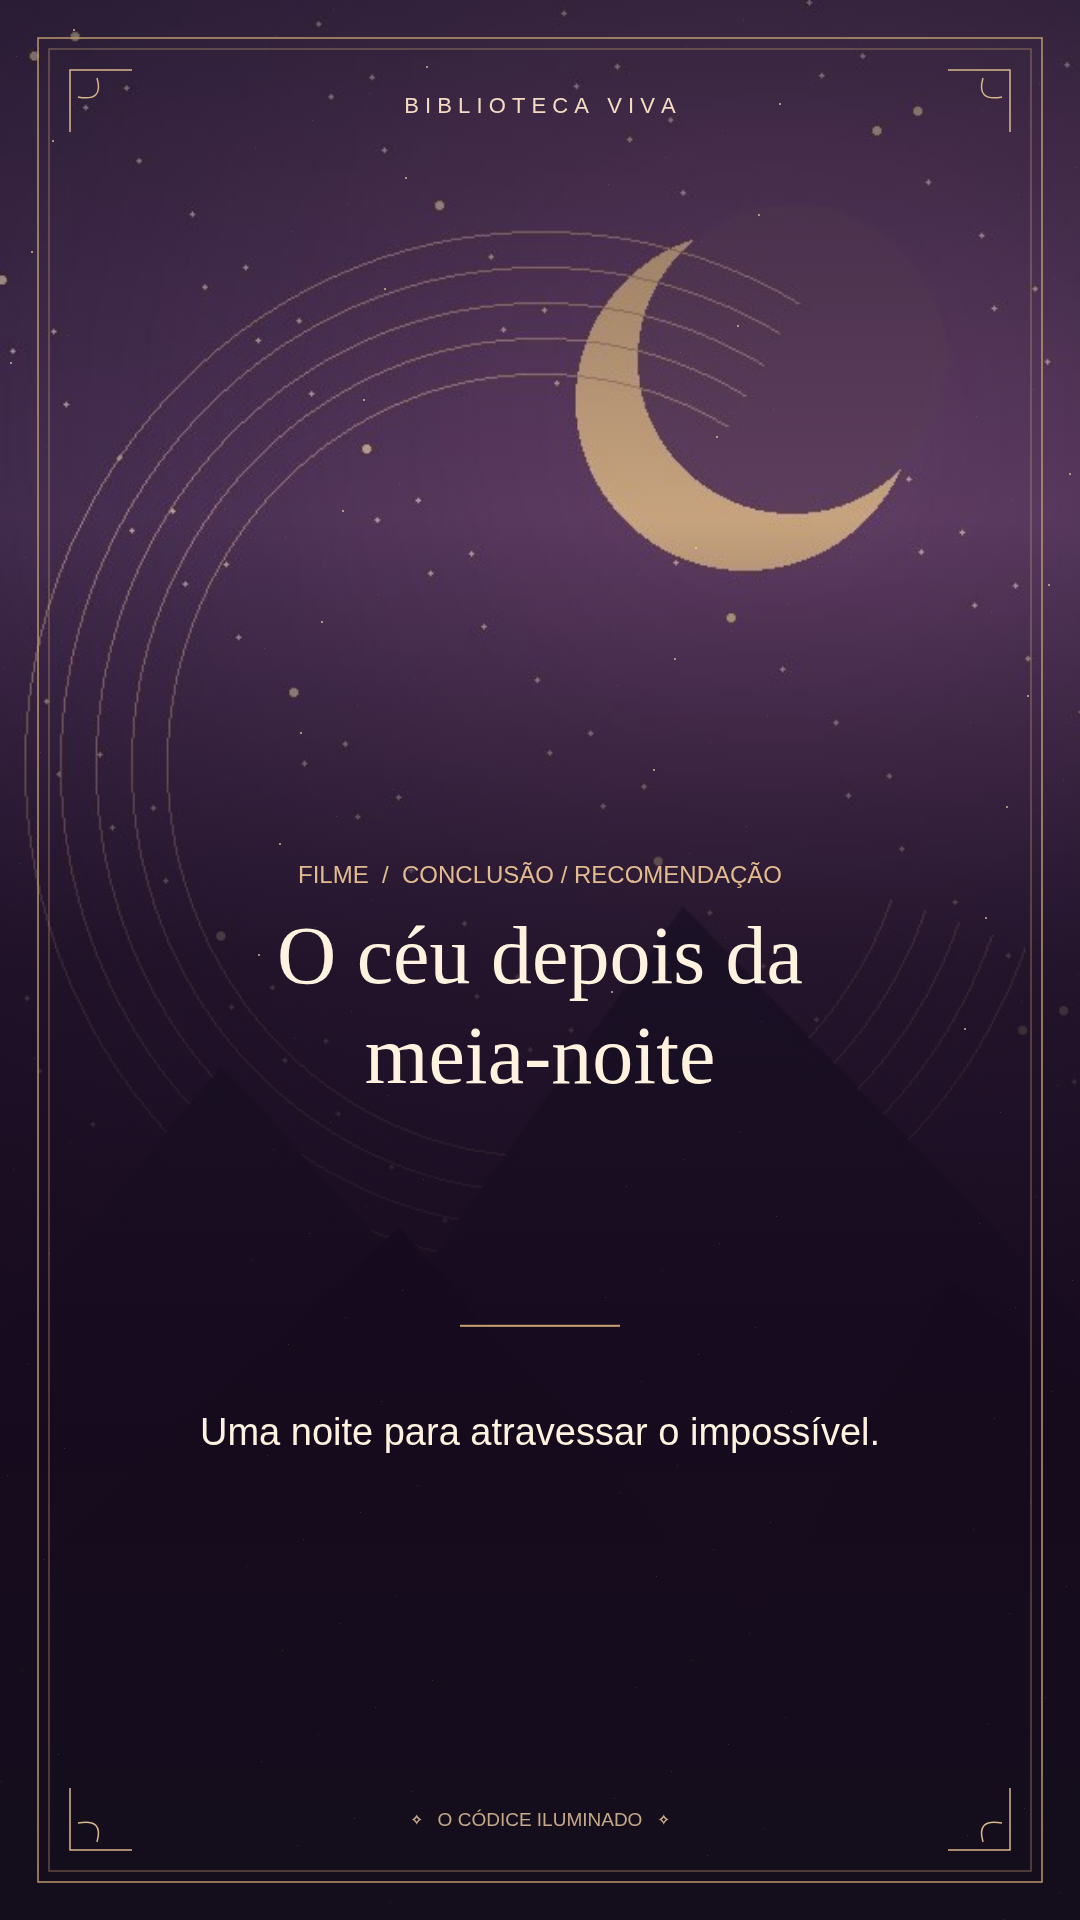 BIBLIOTECA VIVA
FILME / CONCLUSÃO / RECOMENDAÇÃO
O céu depois da
meia-noite
Uma noite para atravessar o impossível.
✧ O CÓDICE ILUMINADO ✧